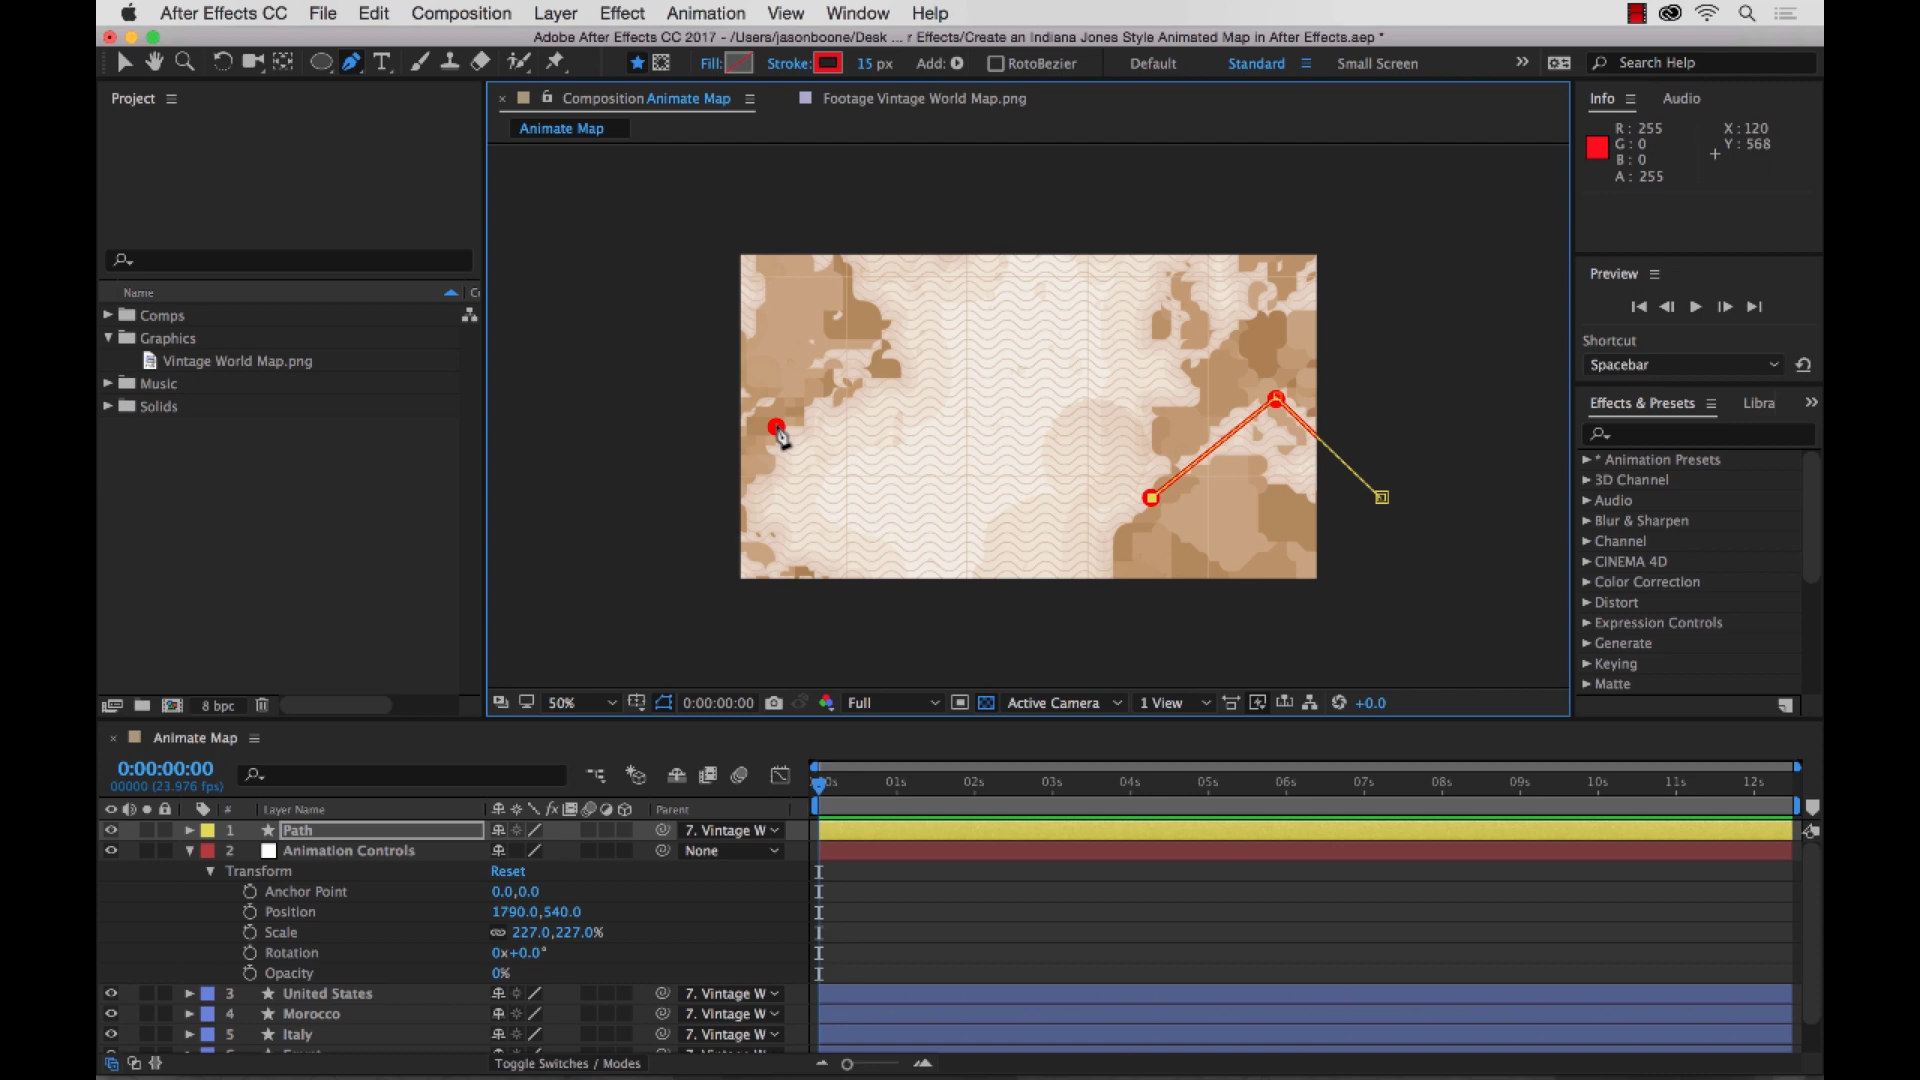 After Effects CC File Edit Composition Layer Effect Animation View Window Help
Adobe After Effects CC 2017 - /Users/jasonboone/Desk ... r Effects/Create an Indiana Jones Style Animated Map in After Effects.aep *
Fill: Stroke: 15 px Add: RotoBezier Default Standard Small Screen Search Help
Project
Composition Animate Map
Footage Vintage World Map.png
Animate Map
Name
Comps
Graphics
Vintage World Map.png
Music
Solids
8 bpc
50% 0:00:00:00 Full Active Camera 1 View +0.0
Info Audio
R: 255 X: 120
G: 0 Y: 568
B: 0
A: 255
Preview
Shortcut
Spacebar
Effects & Presets Libra
* Animation Presets
3D Channel
Audio
Blur & Sharpen
Channel
CINEMA 4D
Color Correction
Distort
Expression Controls
Generate
Keying
Matte
Animate Map
0:00:00:00
00000 (23.976 fps)
01s 02s 03s 04s 05s 06s 07s 08s 09s 10s 11s 12s
# Layer Name Parent
1 Path 7. Vintage W
2 Animation Controls None
Transform Reset
Anchor Point 0.0,0.0
Position 1790.0,540.0
Scale 227.0,227.0%
Rotation 0x+0.0°
Opacity 0%
3 United States 7. Vintage W
4 Morocco 7. Vintage W
5 Italy 7. Vintage W
Toggle Switches / Modes